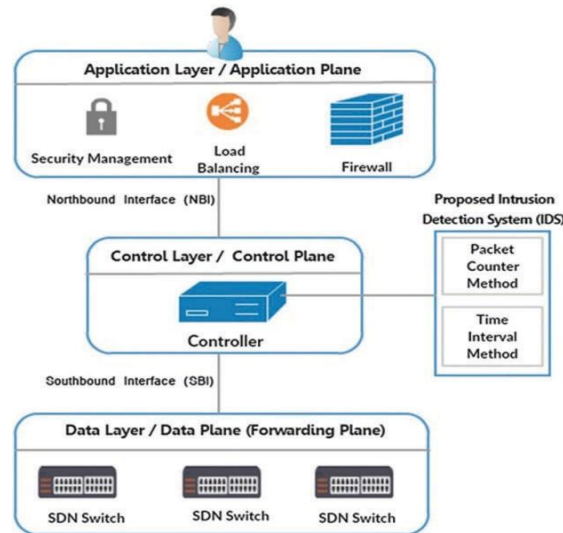 Application Layer / Application Plane
Security Management
Load
Balancing
Firewall
Northbound Interface (NBI)
Proposed Intrusion
Detection System (IDS)
Packet
Counter
Method
Time
Interval
Method
Control Layer / Control Plane
Controller
Southbound Interface (SBI)
Data Layer / Data Plane (Forwarding Plane)
SDN Switch
SDN Switch
SDN Switch